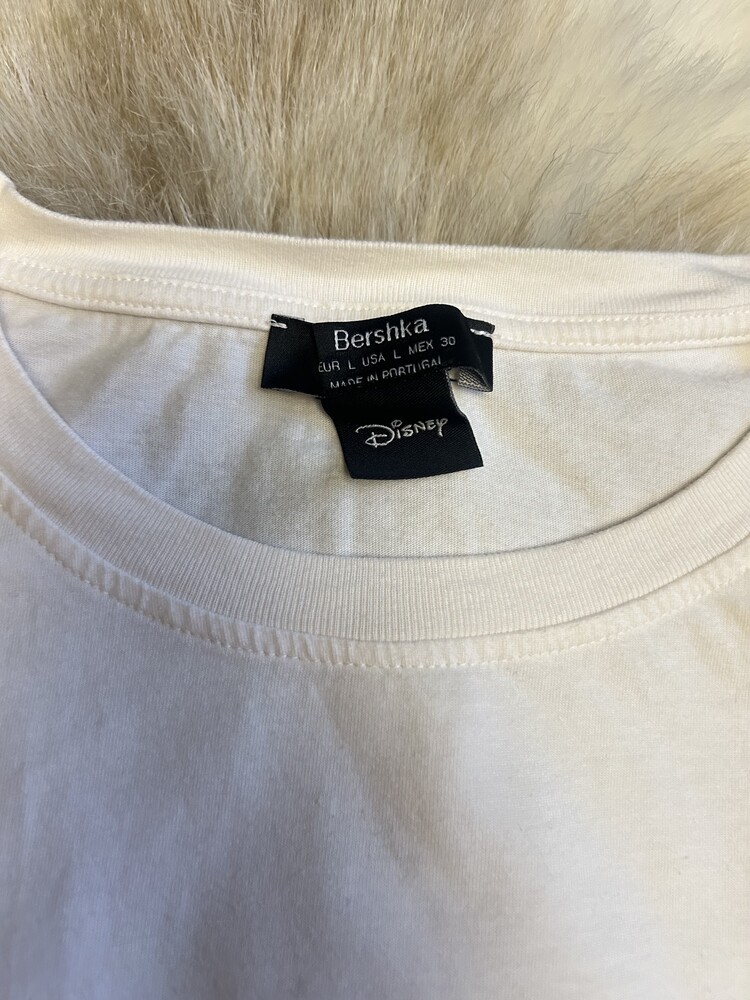 Bershka
EUR L USA L MEX 30
MADE IN PORTUGAL
Disney